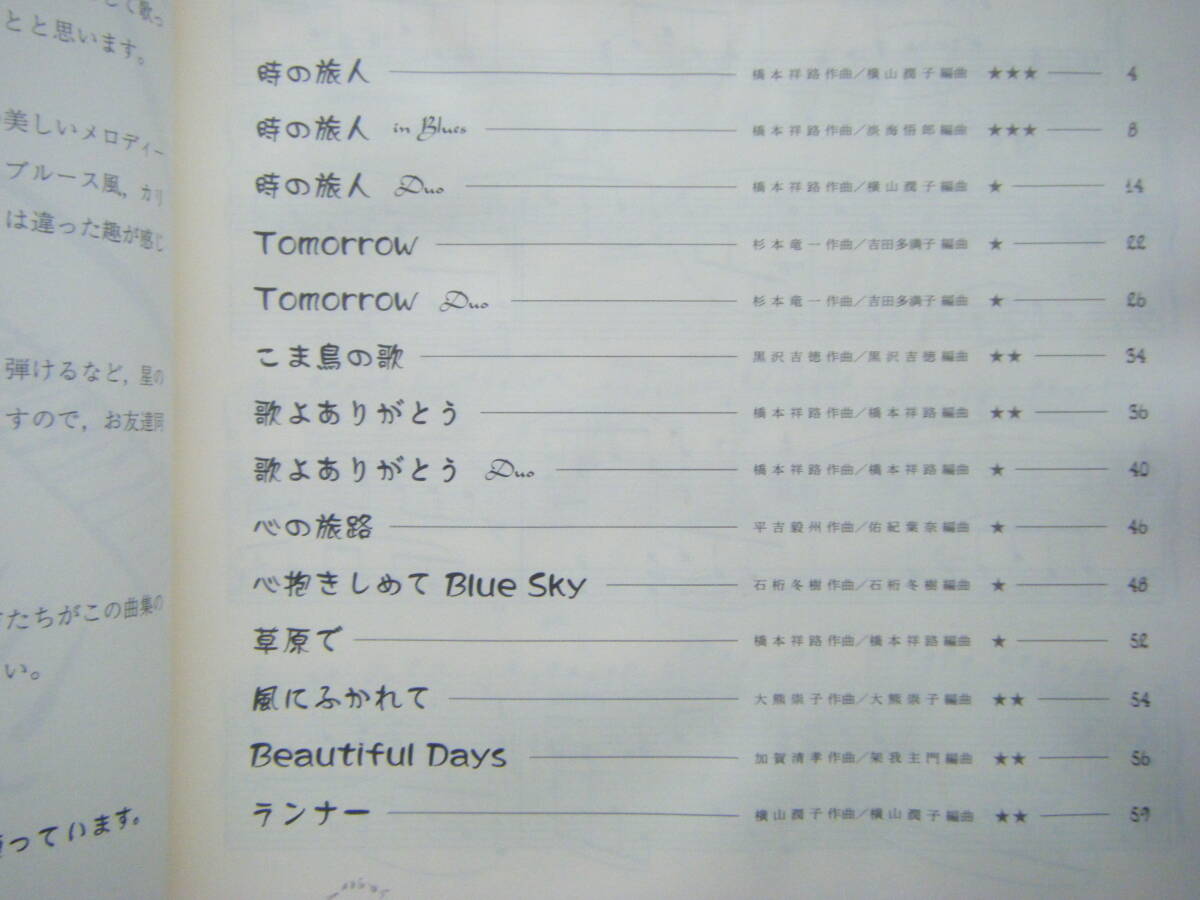 して歌っ
とと思います。
美しいメロディー
ブルース風，カリ
は違った趣が感じ
弾けるなど，星の
すので，お友達同
たちがこの曲集の
い。
っています。
時の旅人 橋本祥路作曲／横山潤子編曲 ★★★ 4
時の旅人 in Blues 橋本祥路作曲／淡海悟郎編曲 ★★★ 8
時の旅人 Duo 橋本祥路作曲／横山潤子編曲 ★ 14
Tomorrow 杉本竜一作曲／吉田多満子編曲 ★ 22
Tomorrow Duo 杉本竜一作曲／吉田多満子編曲 ★ 26
こま鳥の歌 黒沢吉徳作曲／黒沢吉徳編曲 ★★ 34
歌よありがとう 橋本祥路作曲／橋本祥路編曲 ★★ 36
歌よありがとう Duo 橋本祥路作曲／橋本祥路編曲 ★ 40
心の旅路 平吉毅州作曲／佑紀葉奈編曲 ★ 46
心抱きしめて Blue Sky 石桁冬樹作曲／石桁冬樹編曲 ★ 48
草原で 橋本祥路作曲／橋本祥路編曲 ★ 52
風にふかれて 大熊崇子作曲／大熊崇子編曲 ★★ 54
Beautiful Days 加賀清孝作曲／架我主門編曲 ★★ 56
ランナー 横山潤子作曲／横山潤子編曲 ★★ 59